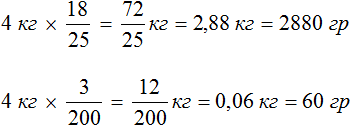 4 кг × 18/25 = 72/25 кг = 2,88 кг = 2880 гр
4 кг × 3/200 = 12/200 кг = 0,06 кг = 60 гр